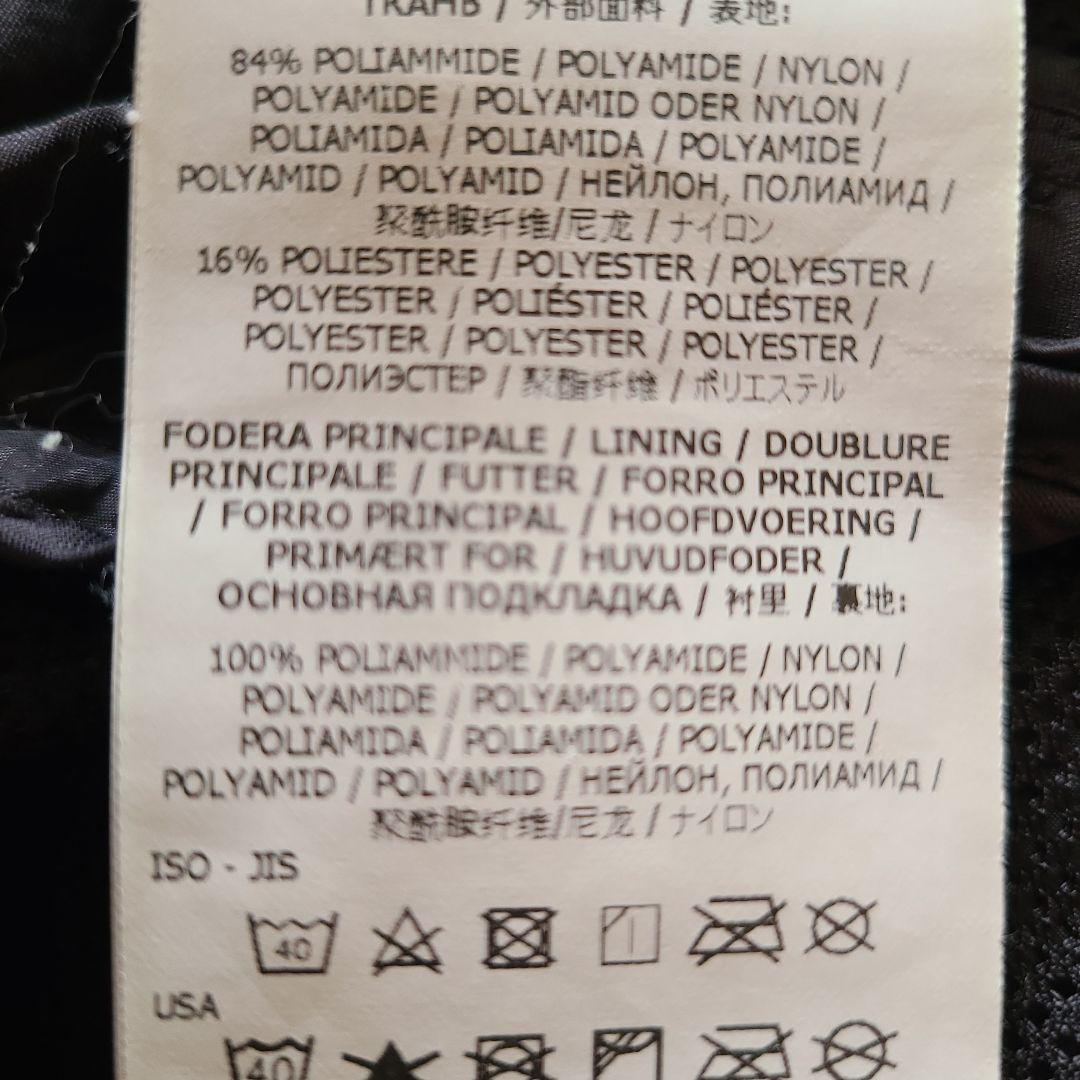 ТКАНЬ / 外部面料 / 表地:
84% POLIAMMIDE / POLYAMIDE / NYLON /
POLYAMIDE / POLYAMID ODER NYLON /
POLIAMIDA / POLIAMIDA / POLYAMIDE /
POLYAMID / POLYAMID / НЕЙЛОН, ПОЛИАМИД /
聚酰胺纤维/尼龙 / ナイロン
16% POLIESTERE / POLYESTER / POLYESTER /
POLYESTER / POLIÉSTER / POLIÉSTER /
POLYESTER / POLYESTER / POLYESTER /
ПОЛИЭСТЕР / 聚酯纤维 / ポリエステル
FODERA PRINCIPALE / LINING / DOUBLURE
PRINCIPALE / FUTTER / FORRO PRINCIPAL
/ FORRO PRINCIPAL / HOOFDVOERING /
PRIMÆRT FOR / HUVUDFODER /
ОСНОВНАЯ ПОДКЛАДКА / 衬里 / 裏地:
100% POLIAMMIDE / POLYAMIDE / NYLON /
POLYAMIDE / POLYAMID ODER NYLON /
POLIAMIDA / POLIAMIDA / POLYAMIDE /
POLYAMID / POLYAMID / НЕЙЛОН, ПОЛИАМИД /
聚酰胺纤维/尼龙 / ナイロン
ISO - JIS
40
USA
40